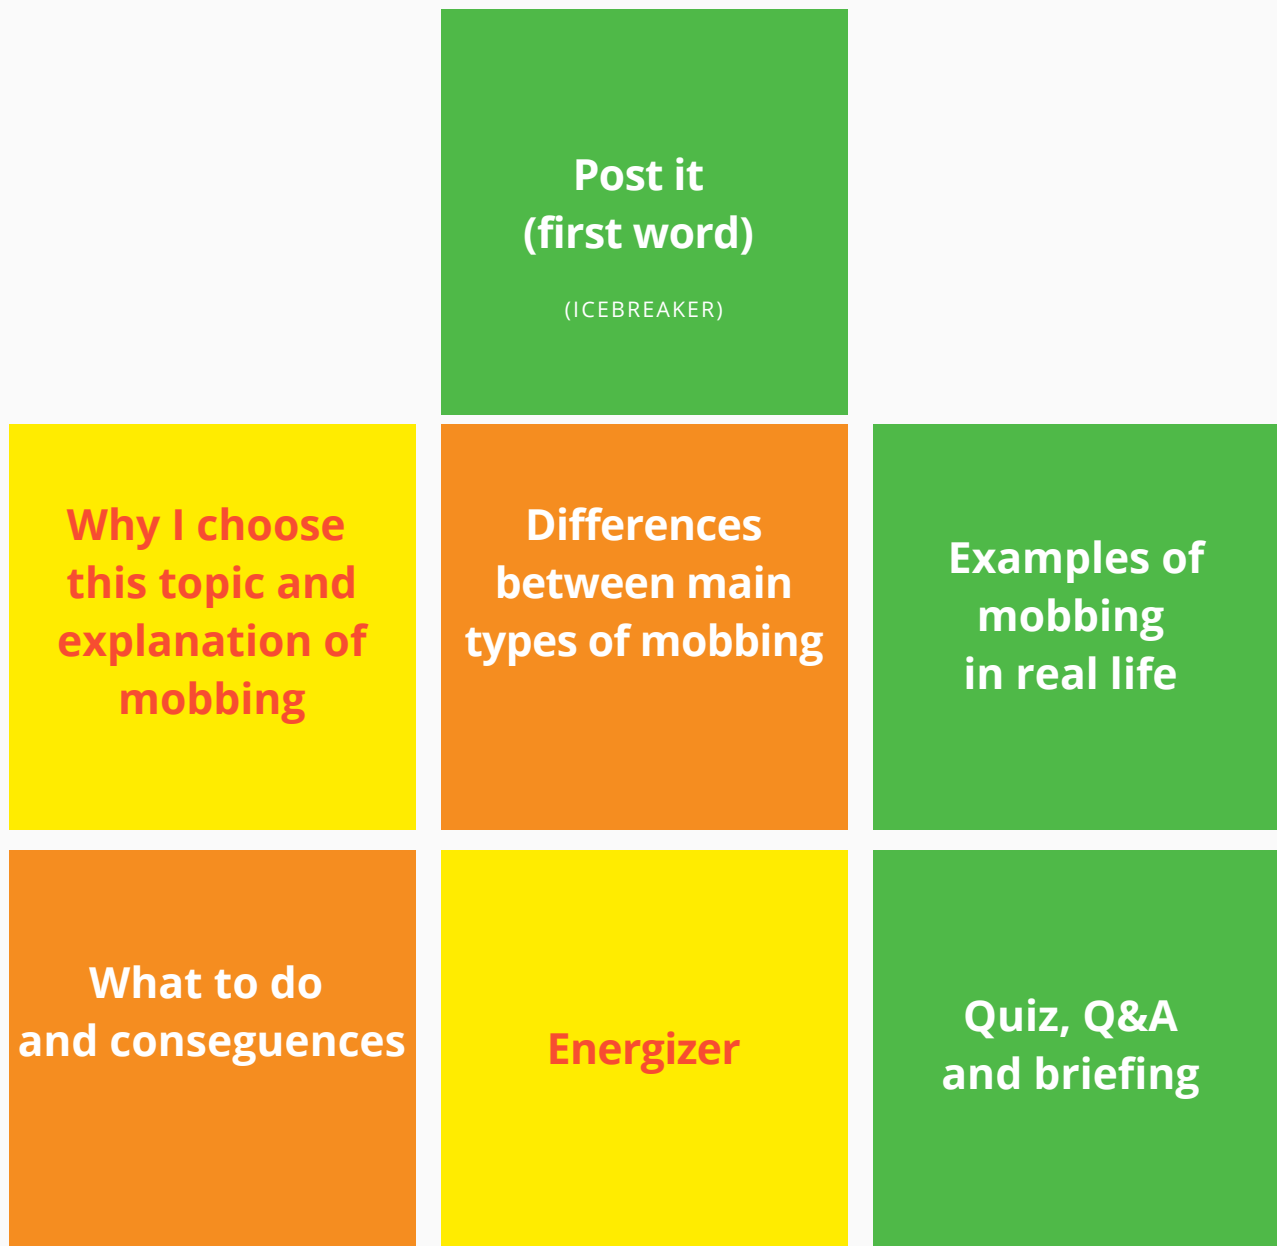 Post it
(first word)
(ICEBREAKER)
Why I choose
this topic and
explanation of
mobbing
Differences
between main
types of mobbing
Examples of
mobbing
in real life
What to do
and conseguences
Energizer
Quiz, Q&A
and briefing